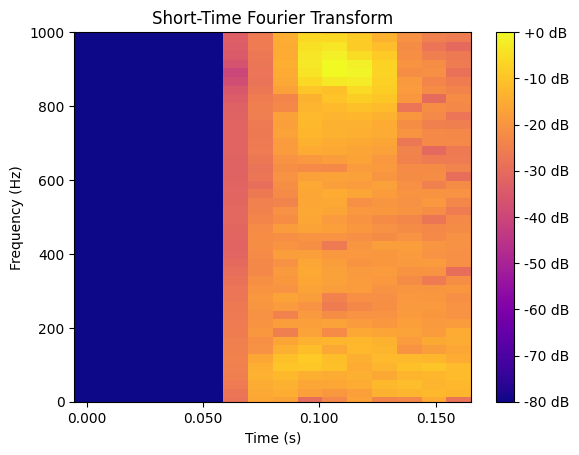 Short-Time Fourier Transform
1000
800
600
400
200
0
Frequency (Hz)
0.000
0.050
0.100
0.150
Time (s)
+0 dB
-10 dB
-20 dB
-30 dB
-40 dB
-50 dB
-60 dB
-70 dB
-80 dB